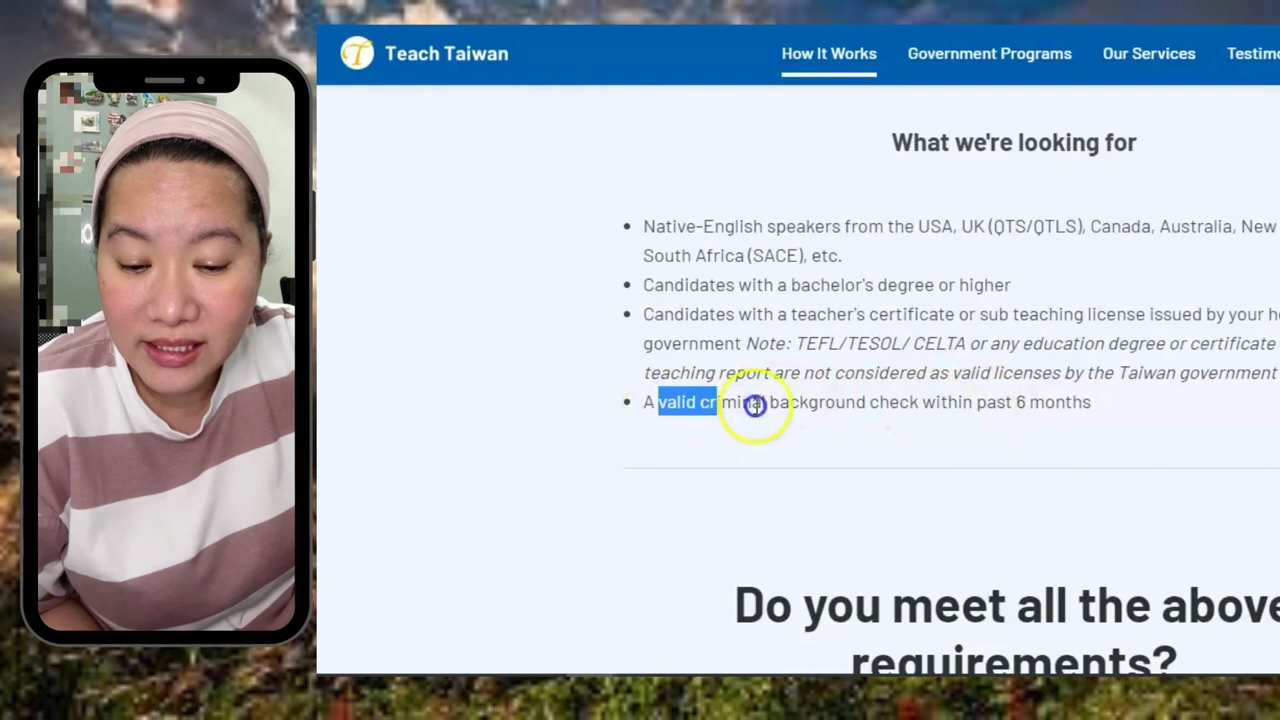 Teach Taiwan
How It Works
Government Programs
Our Services
Testimo
What we're looking for
Native-English speakers from the USA, UK (QTS/QTLS), Canada, Australia, New
South Africa (SACE), etc.
Candidates with a bachelor's degree or higher
Candidates with a teacher's certificate or sub teaching license issued by your h
government Note: TEFL/TESOL/ CELTA or any education degree or certificate
teaching report are not considered as valid licenses by the Taiwan government
A valid criminal background check within past 6 months
Do you meet all the above
requirements?